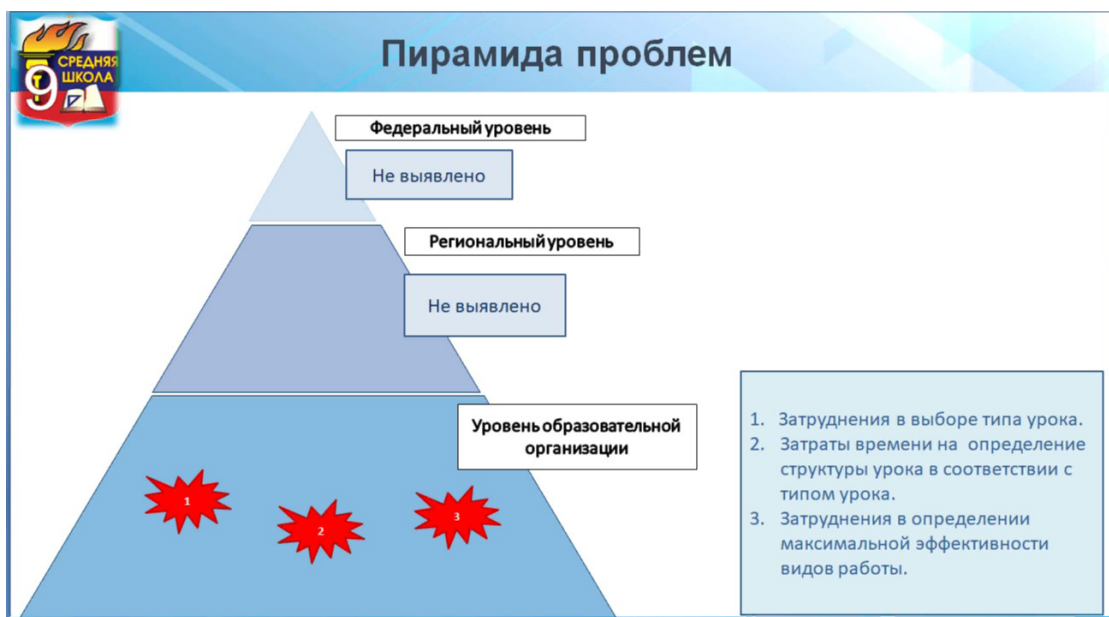 СРЕДНЯЯ
ШКОЛА
9
Пирамида проблем
Федеральный уровень
Не выявлено
Региональный уровень
Не выявлено
Уровень образовательной
организации
1
2
3
1. Затруднения в выборе типа урока.
2. Затраты времени на определение
структуры урока в соответствии с
типом урока.
3. Затруднения в определении
максимальной эффективности
видов работы.